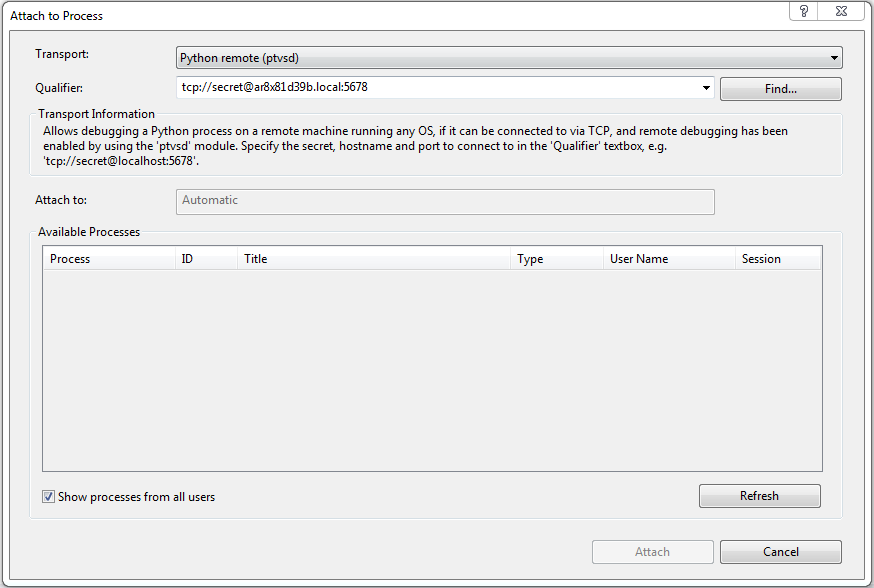 Attach to Process
Transport:
Python remote (ptvsd)
Qualifier:
tcp://secret@ar8x81d39b.local:5678
Find...
Transport Information
Allows debugging a Python process on a remote machine running any OS, if it can be connected to via TCP, and remote debugging has been
enabled by using the 'ptvsd' module. Specify the secret, hostname and port to connect to in the 'Qualifier' textbox, e.g.
'tcp://secret@localhost:5678'.
Attach to:
Automatic
Available Processes
Process ID Title Type User Name Session
Show processes from all users
Refresh
Attach
Cancel